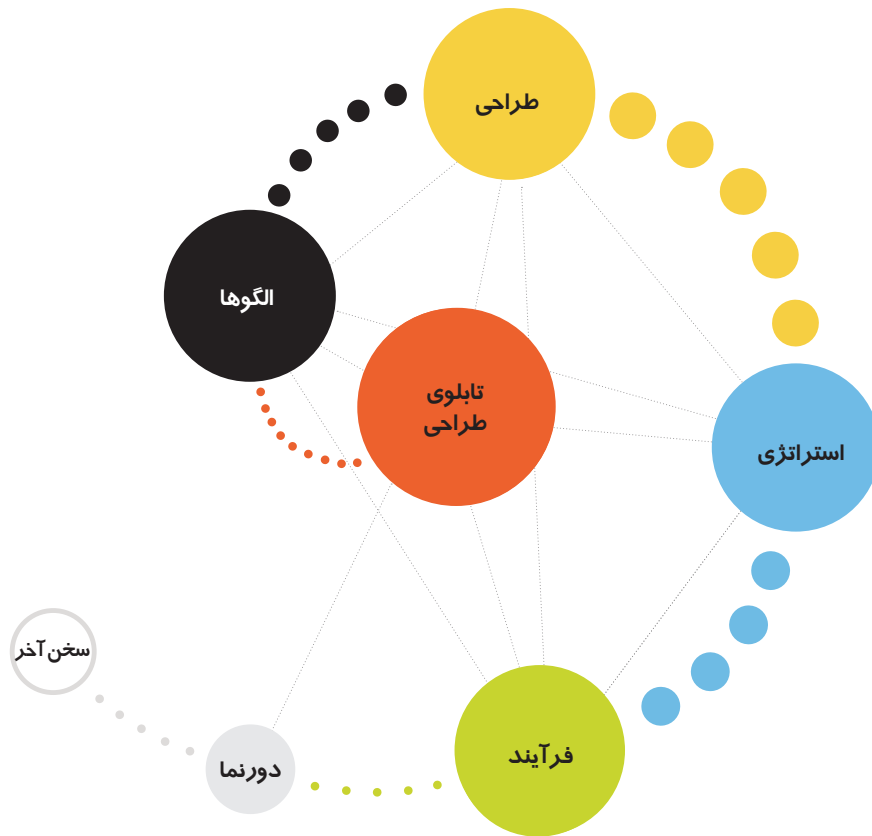 طراحی
الگوها
تابلوی
طراحی
استراتژی
سخن آخر
فرآیند
دورنما